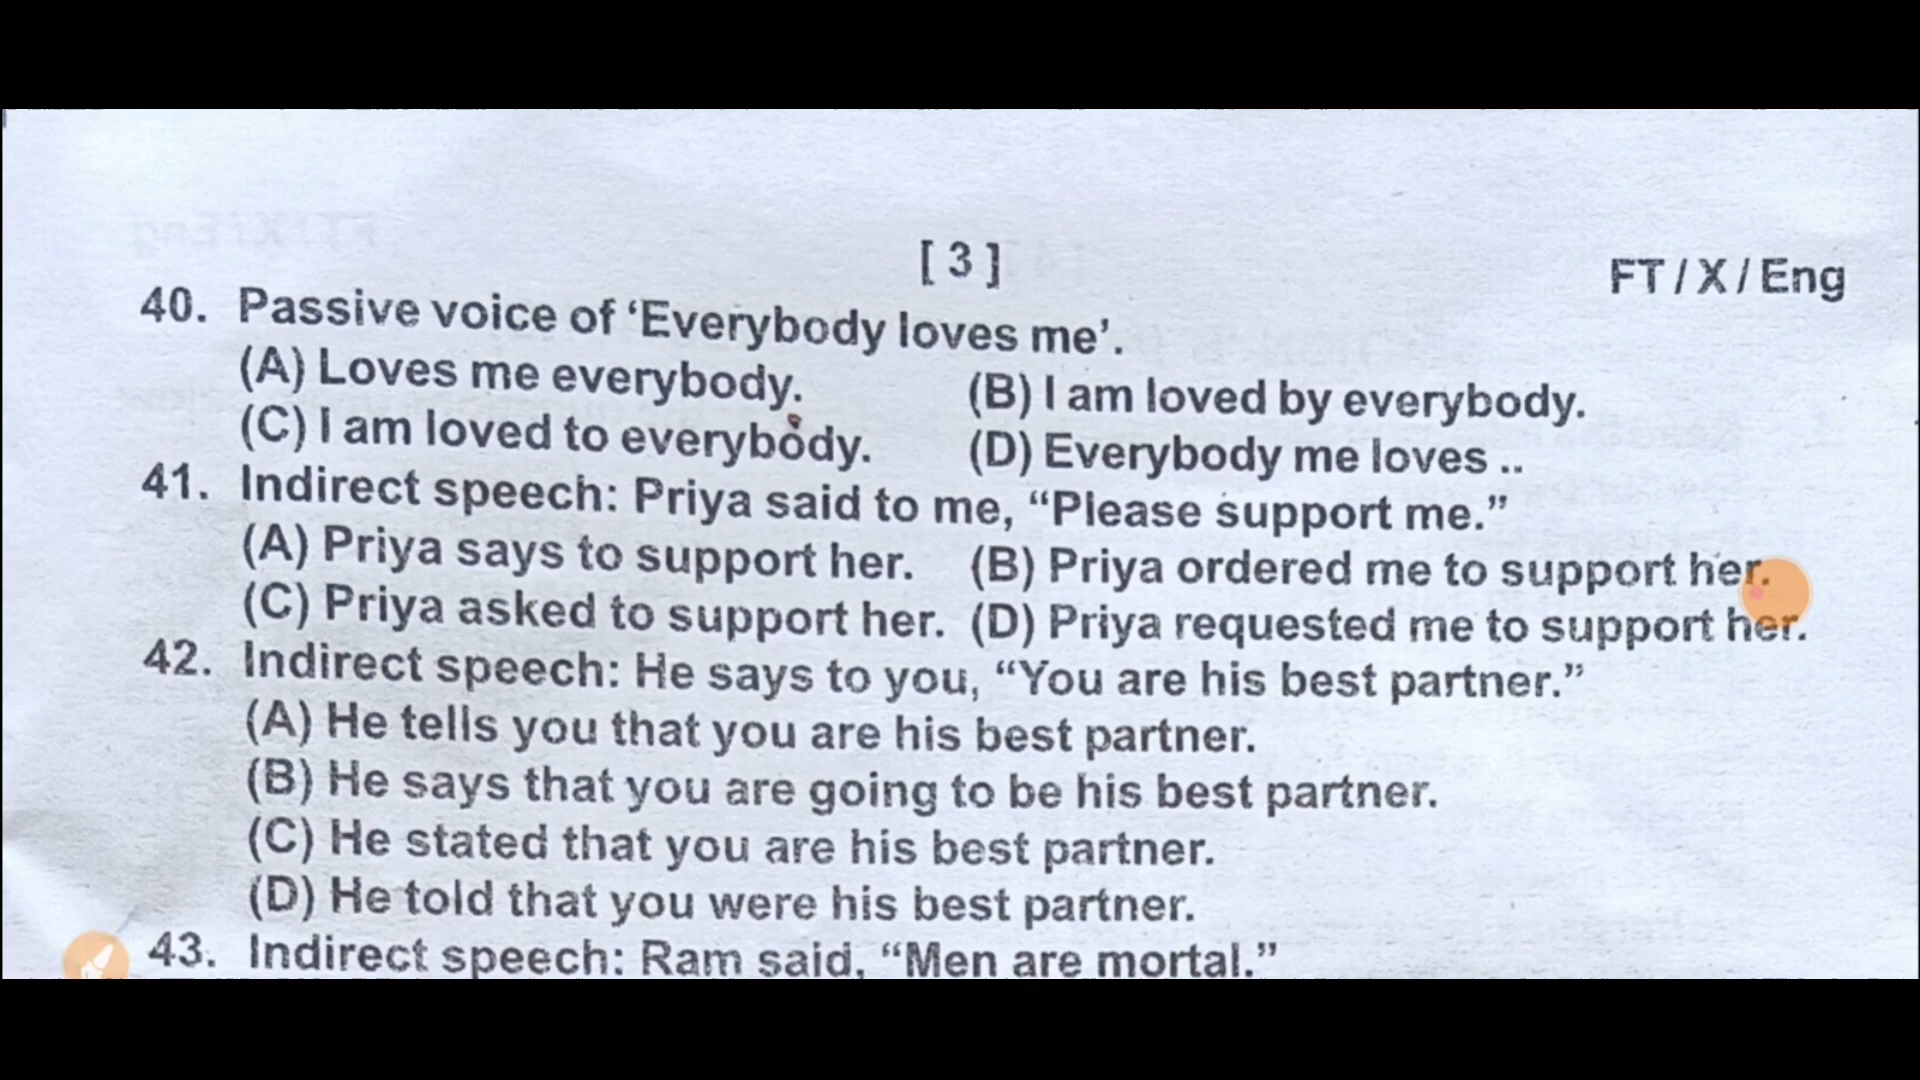 [ 3 ]
FT / X / Eng
40. Passive voice of ‘Everybody loves me’.
(A) Loves me everybody. (B) I am loved by everybody.
(C) I am loved to everybody. (D) Everybody me loves ..
41. Indirect speech: Priya said to me, “Please support me.”
(A) Priya says to support her. (B) Priya ordered me to support her.
(C) Priya asked to support her. (D) Priya requested me to support her.
42. Indirect speech: He says to you, “You are his best partner.”
(A) He tells you that you are his best partner.
(B) He says that you are going to be his best partner.
(C) He stated that you are his best partner.
(D) He told that you were his best partner.
43. Indirect speech: Ram said, “Men are mortal.”